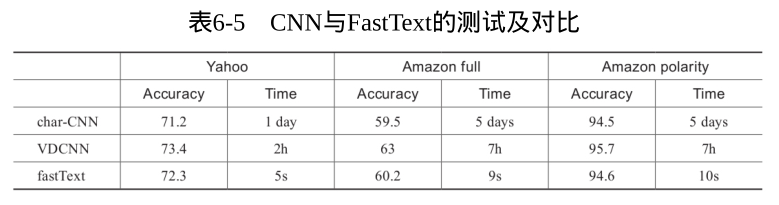 表6-5 CNN与FastText的测试及对比
Yahoo Amazon full Amazon polarity
Accuracy Time Accuracy Time Accuracy Time
char-CNN 71.2 1 day 59.5 5 days 94.5 5 days
VDCNN 73.4 2h 63 7h 95.7 7h
fastText 72.3 5s 60.2 9s 94.6 10s